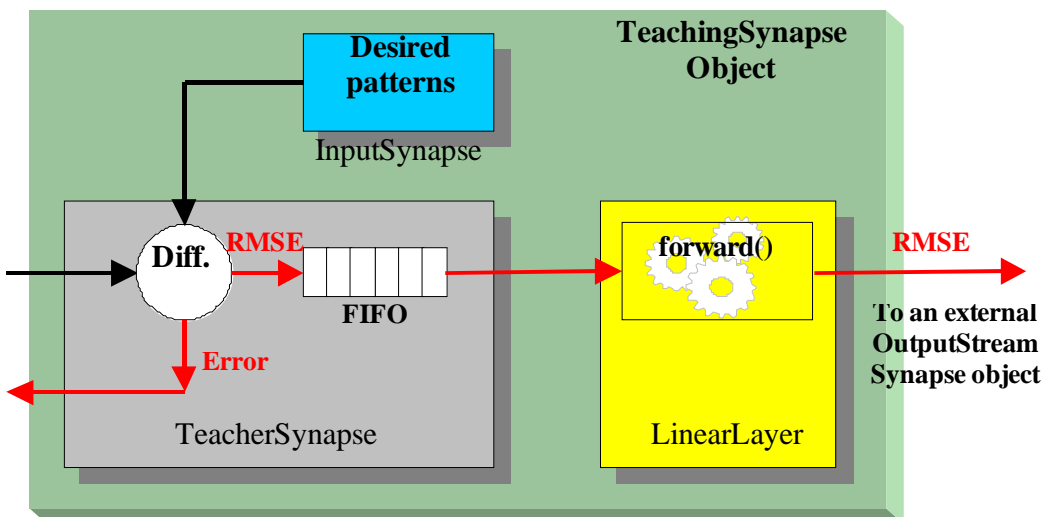 TeachingSynapse
Object
Desired
patterns
InputSynapse
Diff.
RMSE
FIFO
Error
TeacherSynapse
forward()
LinearLayer
RMSE
To an external
OutputStream
Synapse object